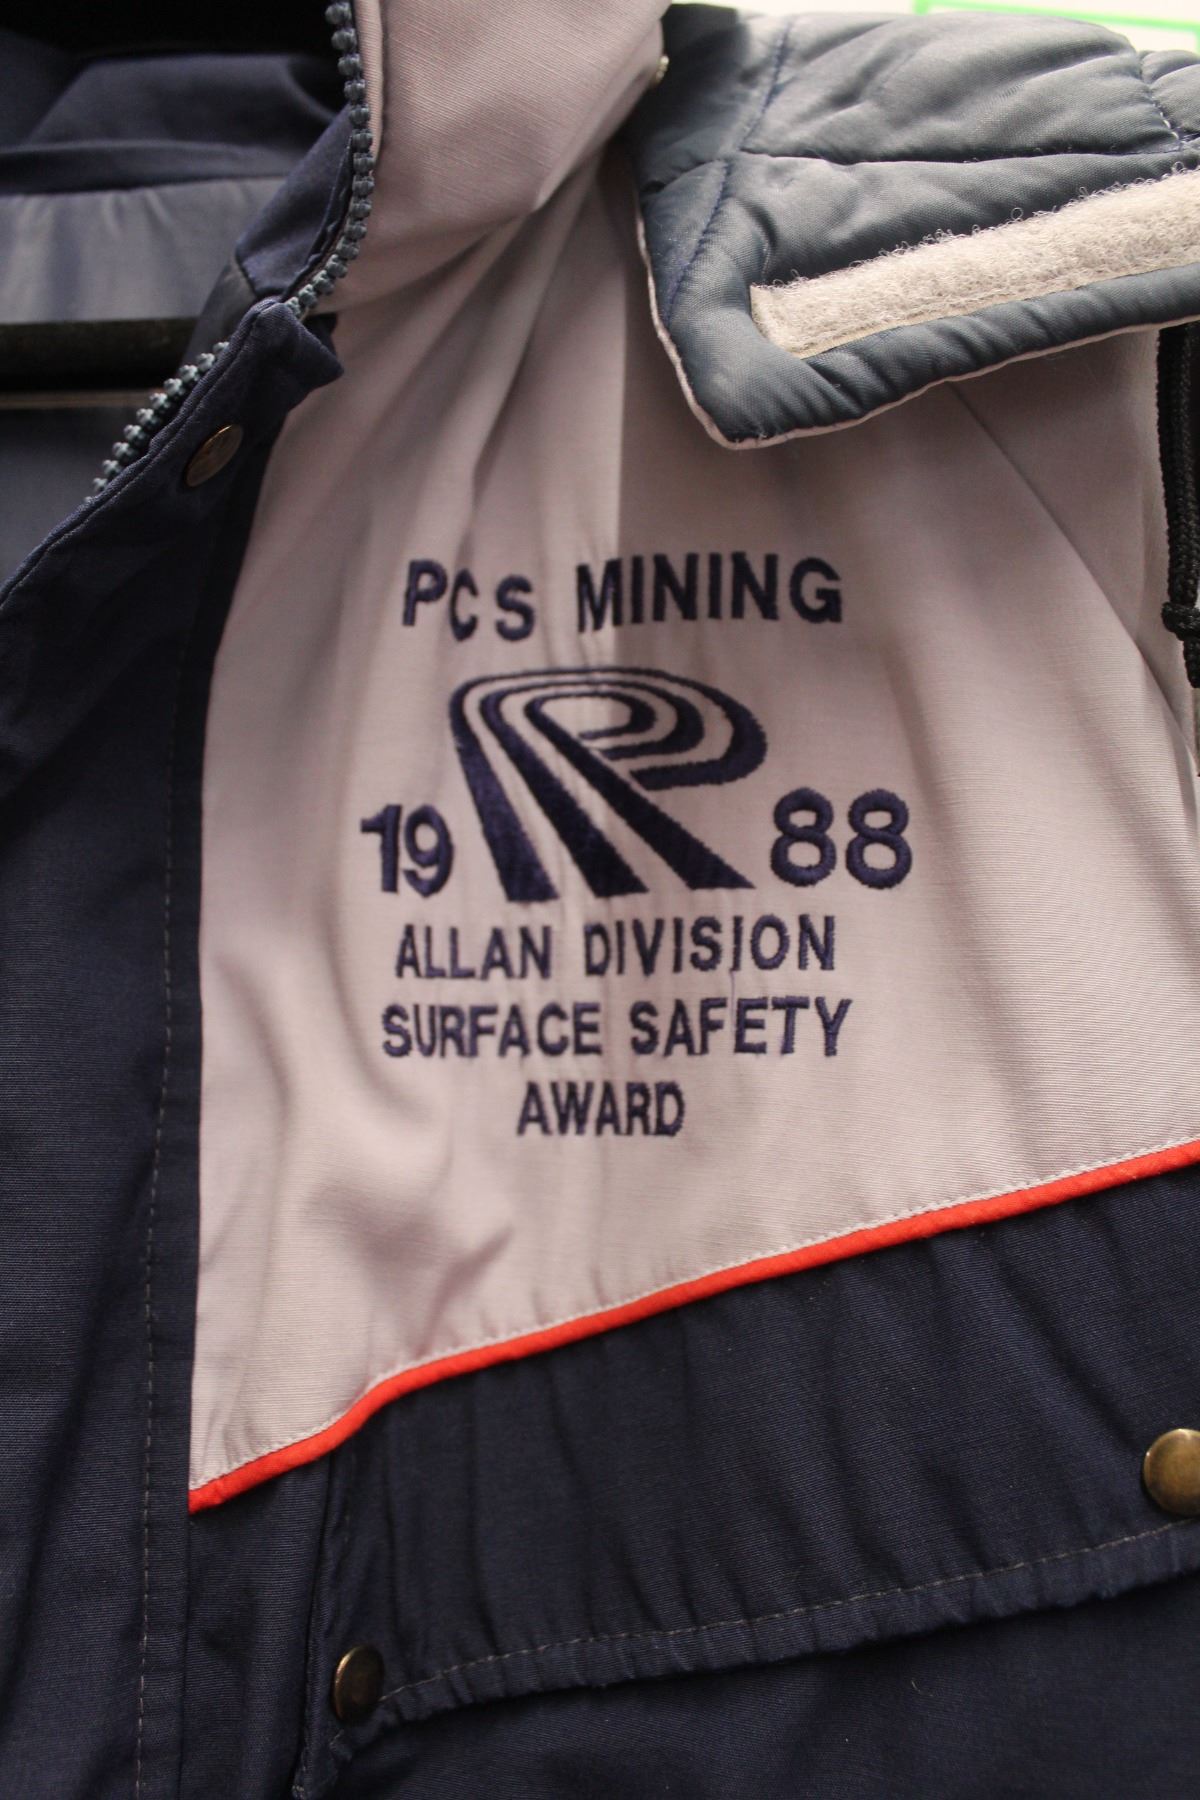 PCS MINING
19 88
ALLAN DIVISION
SURFACE SAFETY
AWARD